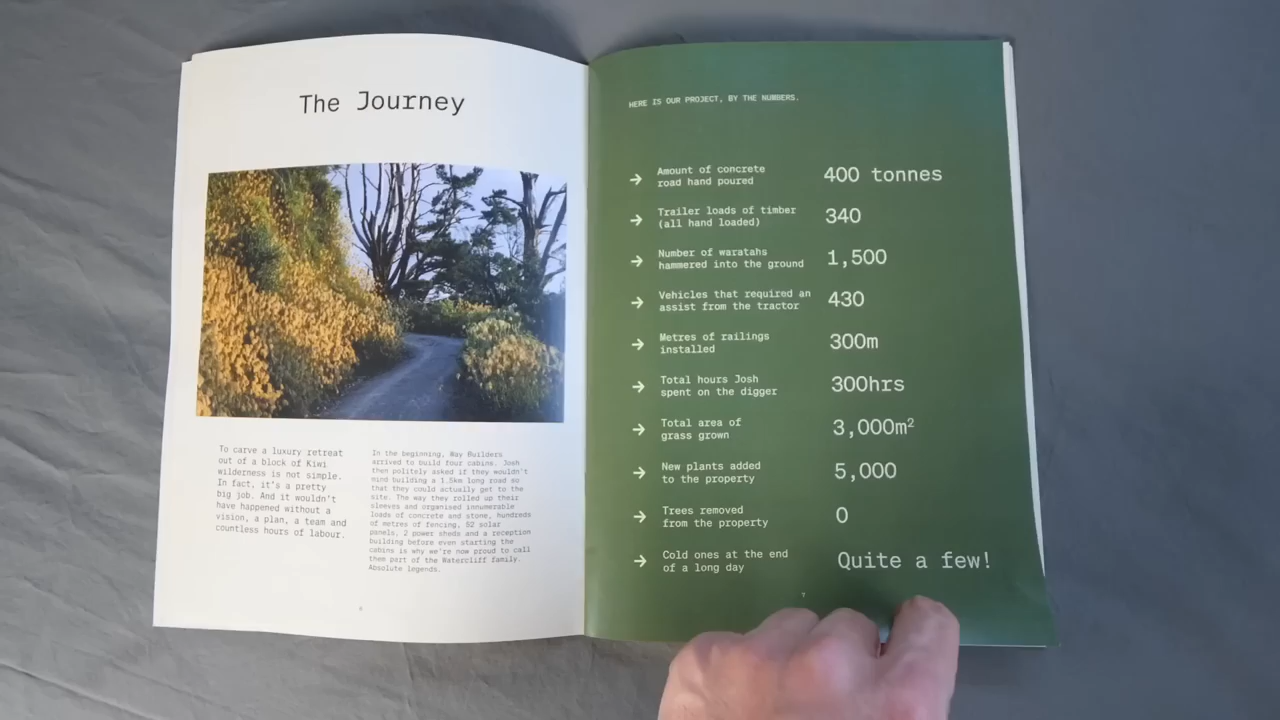 The Journey
To carve a luxury retreat
out of a block of Kiwi
wilderness is not simple.
In fact, it's a pretty
big job. And it wouldn't
have happened without a
vision, a plan, a team and
countless hours of labour.
In the beginning, Way Builders
arrived to build four cabins. Josh
then politely asked if they wouldn't
mind building a 1.5km long road so
that they could actually get to the
site. The way they rolled up their
sleeves and organised innumerable
loads of concrete and stone, hundreds
of metres of fencing, 52 solar
panels, 2 power sheds and a reception
building before even starting the
cabins is why we're now proud to call
them part of the Watercliff family.
Absolute legends.
HERE IS OUR PROJECT, BY THE NUMBERS.
→ Amount of concrete
road hand poured
400 tonnes
→ Trailer loads of timber
(all hand loaded)
340
→ Number of waratahs
hammered into the ground
1,500
→ Vehicles that required an
assist from the tractor
430
→ Metres of railings
installed
300m
→ Total hours Josh
spent on the digger
300hrs
→ Total area of
grass grown
3,000m²
→ New plants added
to the property
5,000
→ Trees removed
from the property
0
→ Cold ones at the end
of a long day
Quite a few!
7